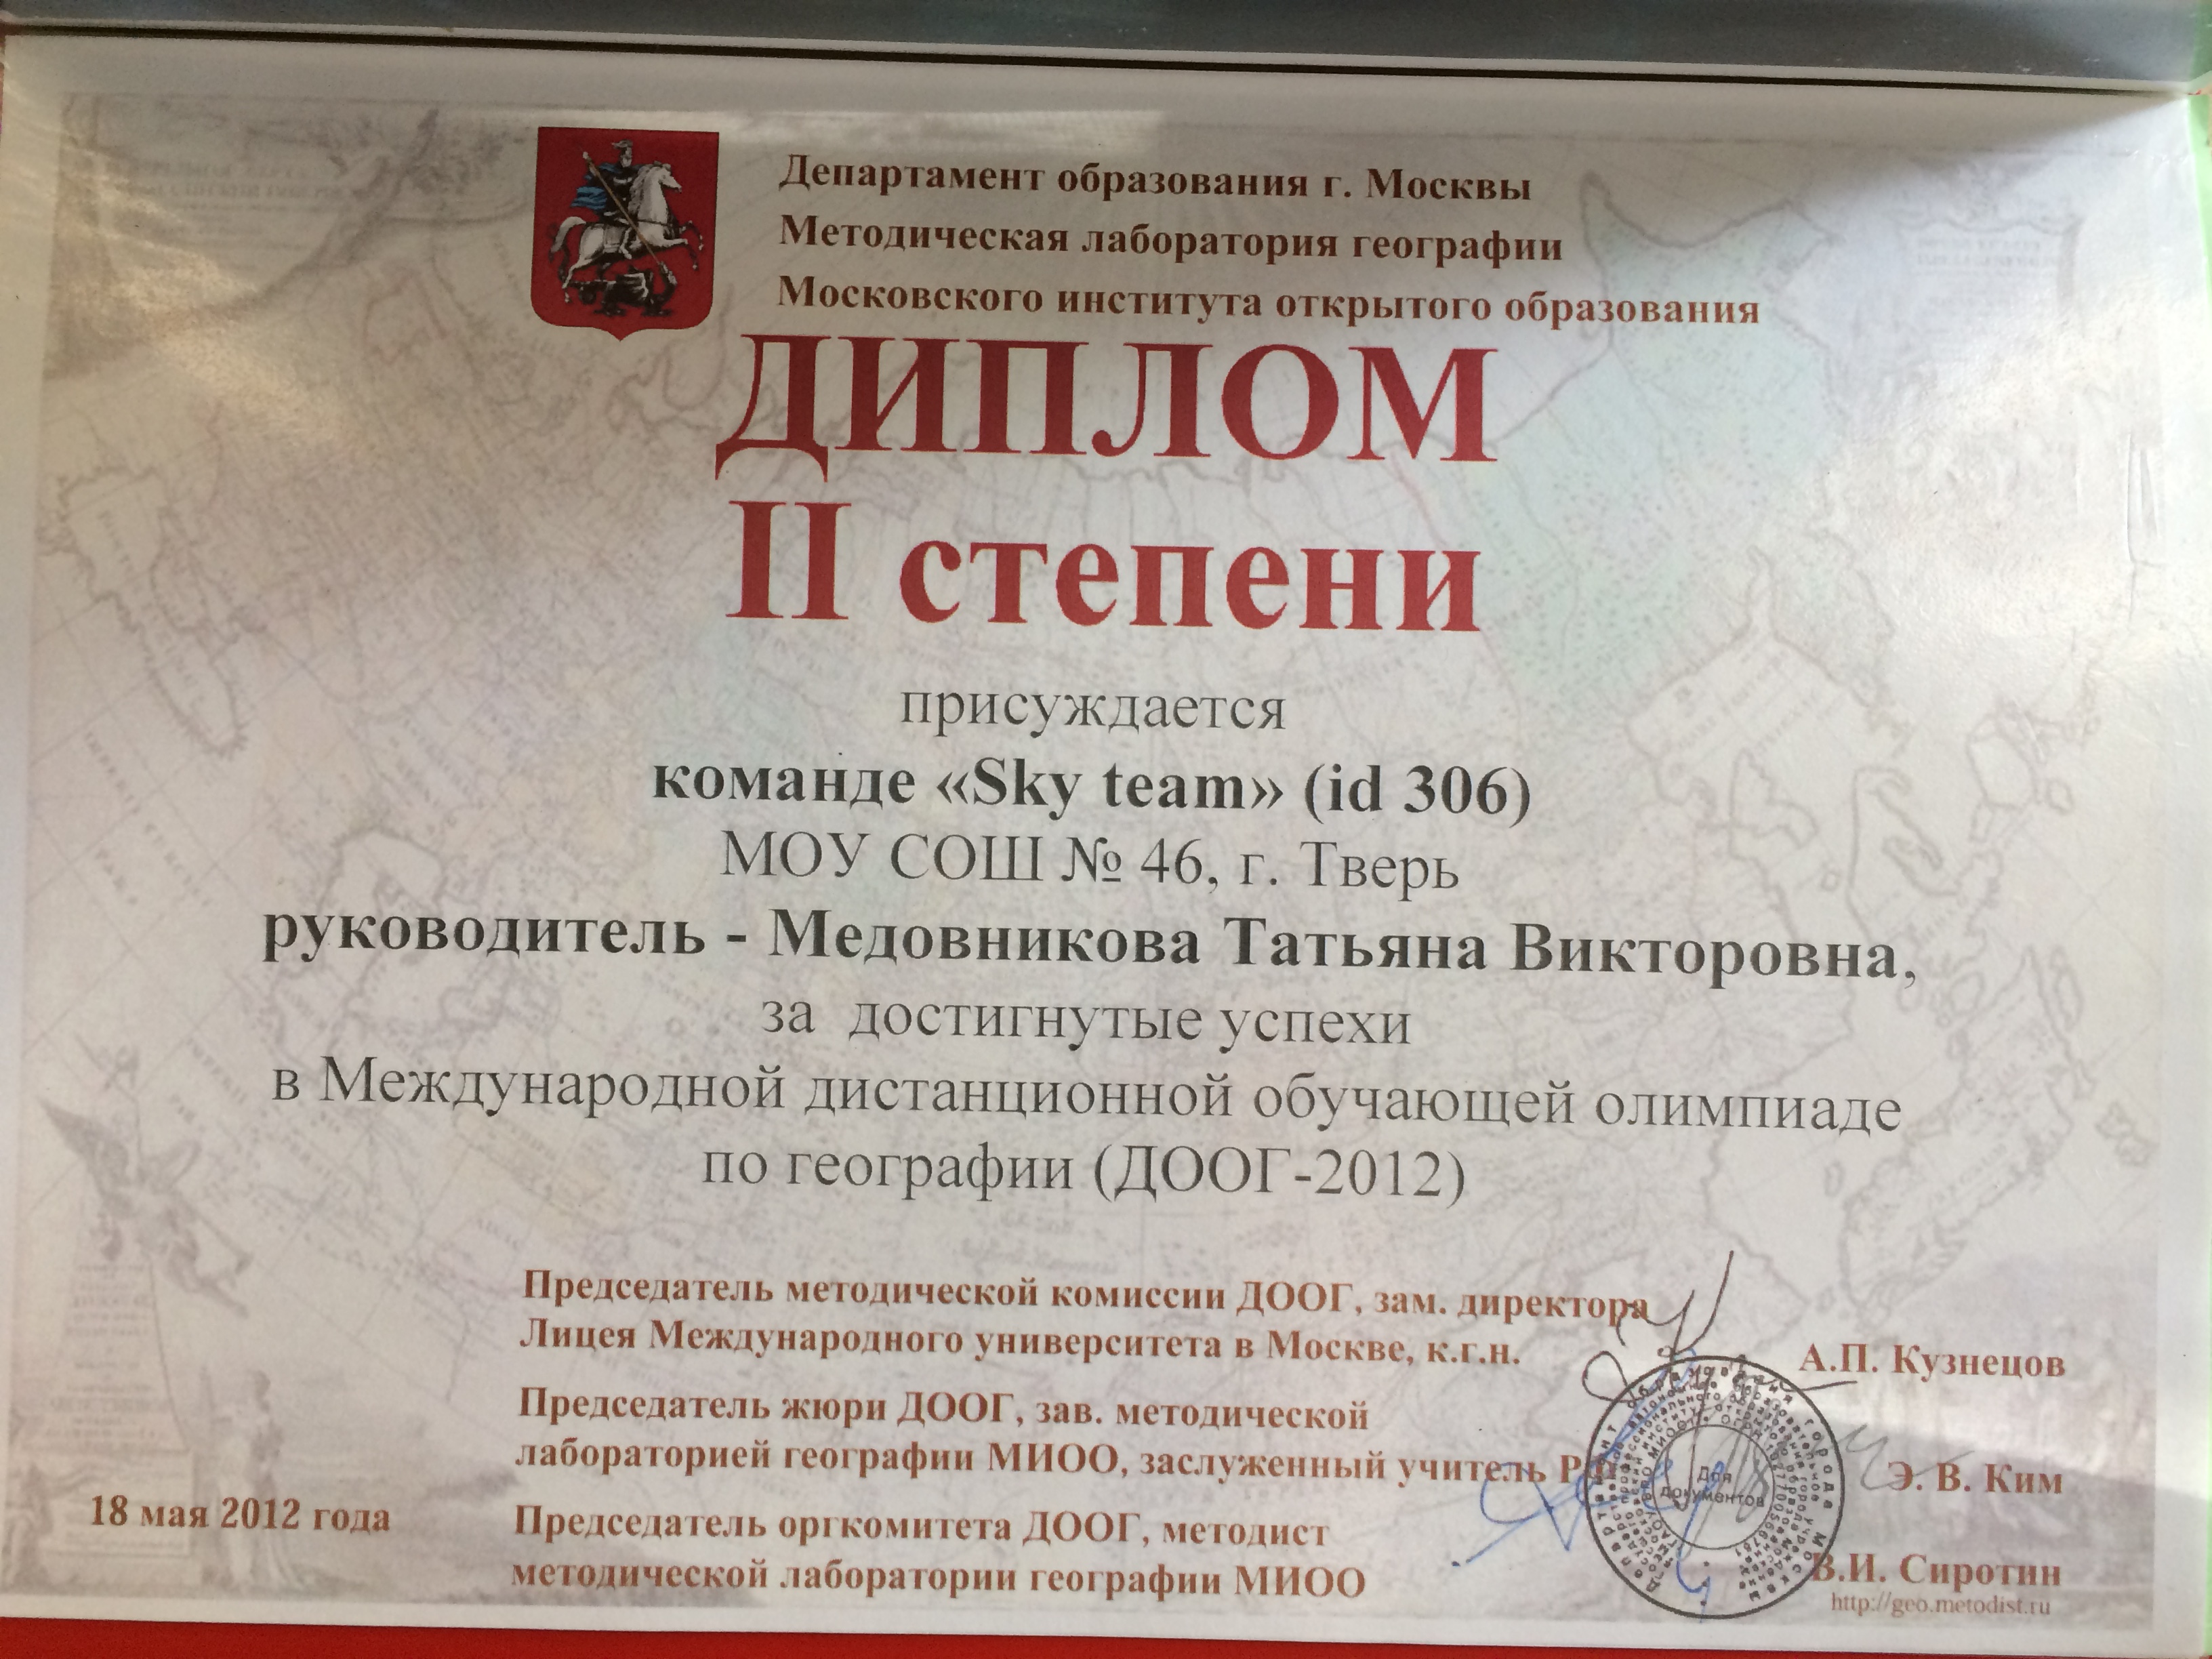 Департамент образования г. Москвы
Методическая лаборатория географии
Московского института открытого образования
ДИПЛОМ
II степени
присуждается
команде «Sky team» (id 306)
МОУ СОШ № 46, г. Тверь
руководитель - Медовникова Татьяна Викторовна,
за достигнутые успехи
в Международной дистанционной обучающей олимпиаде
по географии (ДООГ-2012)
Председатель методической комиссии ДООГ, зам. директора
Лицея Международного университета в Москве, к.г.н.
А.П. Кузнецов
Председатель жюри ДООГ, зав. методической
лабораторией географии МИОО, заслуженный учитель РФ
Э. В. Ким
18 мая 2012 года
Председатель оргкомитета ДООГ, методист
методической лаборатории географии МИОО
В.И. Сиротин
http://geo.metodist.ru
Для
документов